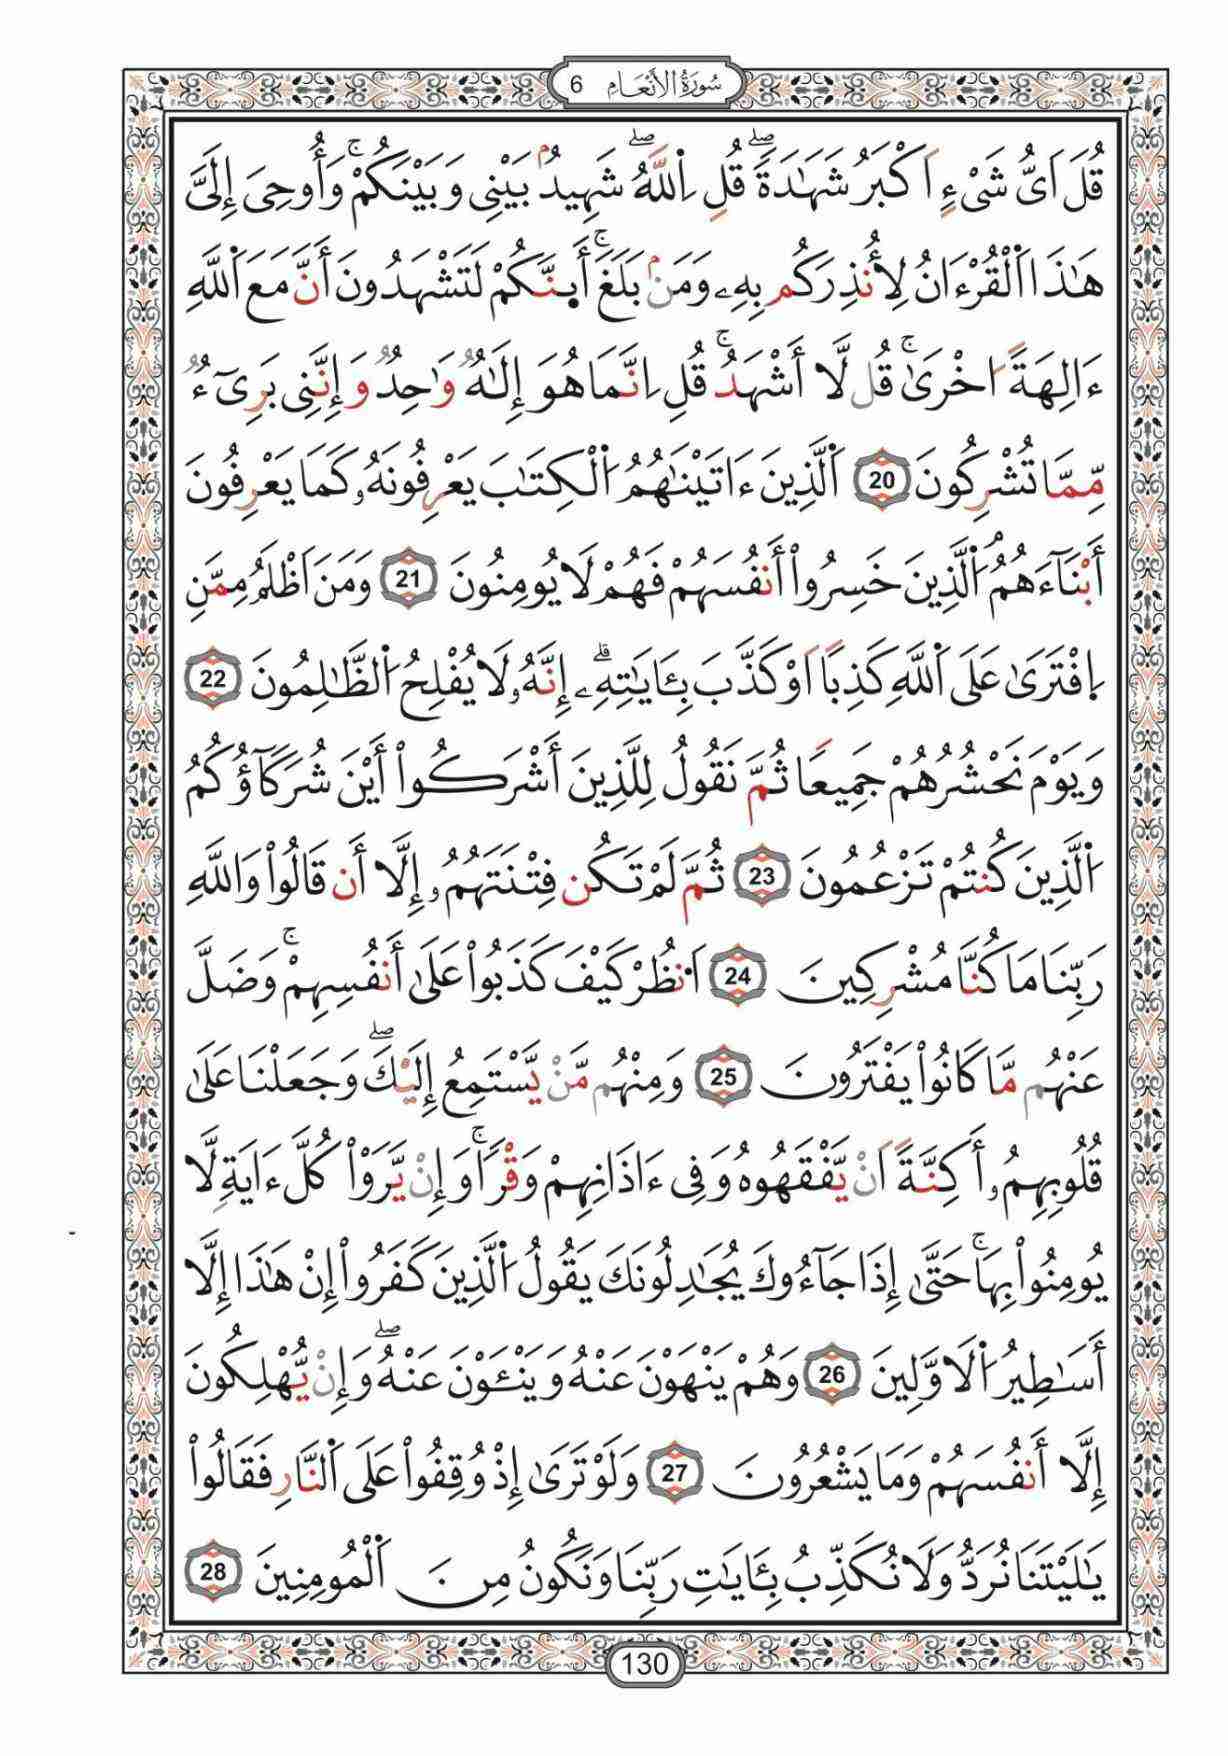 سُورَةُ الأَنْعَامِ 6
قُلَ اَىُّ شَىْءٍ اَكْبَرُ شَهَٰدَةًۖ قُلِ اِ۬للَّهُۖ شَهِيدُۢ بَيْنِى وَبَيْنَكُمْۚ وَأُوحِىَ إِلَىَّ
هَٰذَا اَ۬لْقُرْءَانُ لِأُنذِرَكُم بِهِۦ وَمَنۢ بَلَغَۚ أَئِنَّكُمْ لَتَشْهَدُونَ أَنَّ مَعَ اَ۬للَّهِ
ءَالِهَةً اخْرَىٰۚ قُل لَّا أَشْهَدُۚ قُلِ اِنَّمَا هُوَ إِلَٰهٌ وَٰحِدٌ وَإِنَّنِى بَرِىٓءٌ
مِّمَّا تُشْرِكُونَ 20 اَ۬لَّذِينَ ءَاتَيْنَٰهُمُ اُ۬لْكِتَٰبَ يَعْرِفُونَهُۥ كَمَا يَعْرِفُونَ
أَبْنَآءَهُمُ اُ۬لَّذِينَ خَسِرُوا۟ أَنفُسَهُمْ فَهُمْ لَا يُومِنُونَ 21 وَمَنَ اَظْلَمُ مِمَّنِ
اِ۪فْتَرَىٰ عَلَى اَ۬للَّهِ كَذِبًا اَوْ كَذَّبَ بِـَٔايَٰتِهِۦۗ إِنَّهُۥ لَا يُفْلِحُ اُ۬لظَّٰلِمُونَ 22
وَيَوْمَ نَحْشُرُهُمْ جَمِيعًا ثُمَّ نَقُولُ لِلَّذِينَ أَشْرَكُوا۟ أَيْنَ شُرَكَآؤُكُمُ
اُ۬لَّذِينَ كُنتُمْ تَزْعُمُونَ 23 ثُمَّ لَمْ تَكُن فِتْنَتَهُمُۥ إِلَّا أَن قَالُوا۟ وَاللَّهِ
رَبِّنَا مَا كُنَّا مُشْرِكِينَ 24 اَ۟نظُرْ كَيْفَ كَذَبُوا۟ عَلَىٰ أَنفُسِهِمْۚ وَضَلَّ
عَنْهُم مَّا كَانُوا۟ يَفْتَرُونَ 25 وَمِنْهُم مَّنْ يَّسْتَمِعُ إِلَيْكَۖ وَجَعَلْنَا عَلَىٰ
قُلُوبِهِمُۥ أَكِنَّةً اَنْ يَّفْقَهُوهُ وَفِى ءَاذَانِهِمْ وَقْرًاۚ وَإِنْ يَّرَوْا۟ كُلَّ ءَايَةٍ لَّا
يُومِنُوا۟ بِهَاۚ حَتَّىٰ إِذَا جَآءُوكَ يُجَٰدِلُونَكَ يَقُولُ اُ۬لَّذِينَ كَفَرُوا۟ إِنْ هَٰذَا إِلَّا
أَسَٰطِيرُ اُ۬لَاوَّلِينَ 26 وَهُمْ يَنْهَوْنَ عَنْهُ وَيَنْـَٔوْنَ عَنْهُۖ وَإِنْ يُّهْلِكُونَ
إِلَّا أَنفُسَهُمْ وَمَا يَشْعُرُونَ 27 وَلَوْ تَرَىٰ إِذْ وُقِفُوا۟ عَلَى اَ۬لنَّارِ فَقَالُوا۟
يَٰلَيْتَنَا نُرَدُّ وَلَا نُكَذِّبُ بِـَٔايَٰتِ رَبِّنَا وَنَكُونُ مِنَ اَ۬لْمُومِنِينَ 28
130